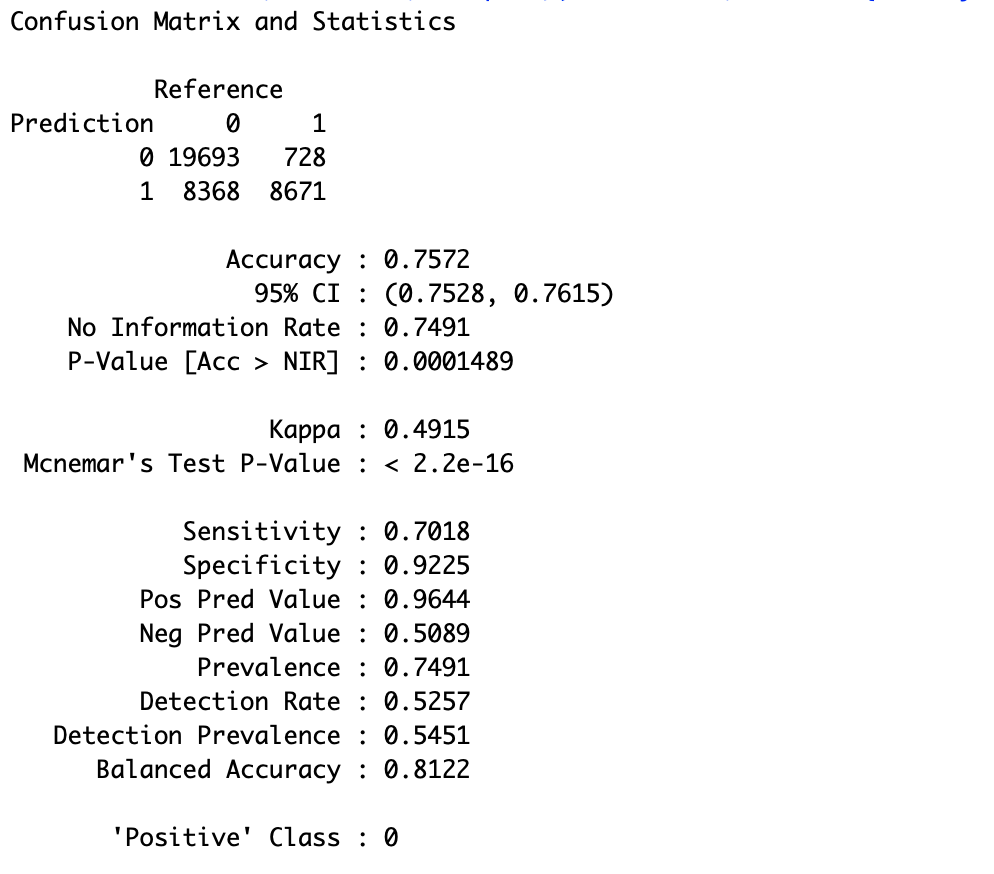 Confusion Matrix and Statistics
Reference
Prediction 0 1
0 19693 728
1 8368 8671
Accuracy : 0.7572
95% CI : (0.7528, 0.7615)
No Information Rate : 0.7491
P-Value [Acc > NIR] : 0.0001489
Kappa : 0.4915
Mcnemar's Test P-Value : < 2.2e-16
Sensitivity : 0.7018
Specificity : 0.9225
Pos Pred Value : 0.9644
Neg Pred Value : 0.5089
Prevalence : 0.7491
Detection Rate : 0.5257
Detection Prevalence : 0.5451
Balanced Accuracy : 0.8122
'Positive' Class : 0